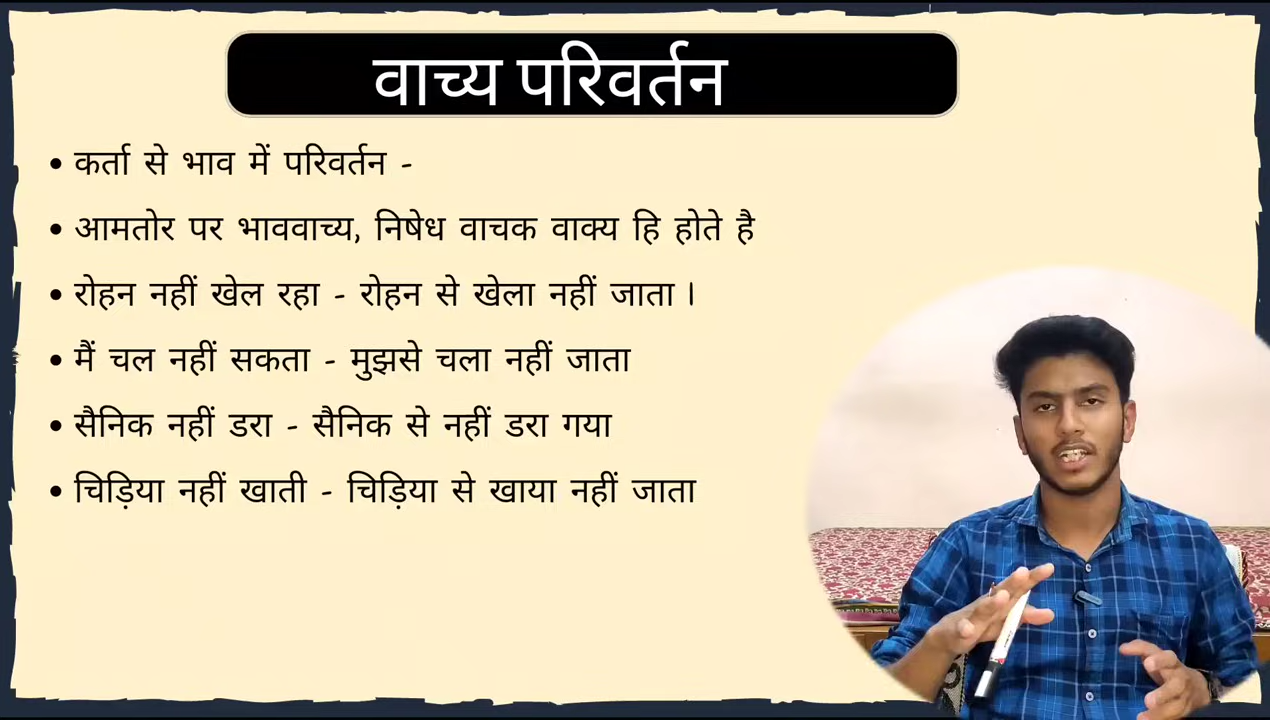 वाच्य परिवर्तन
• कर्ता से भाव में परिवर्तन -
• आमतोर पर भाववाच्य, निषेध वाचक वाक्य हि होते है
• रोहन नहीं खेल रहा - रोहन से खेला नहीं जाता ।
• मैं चल नहीं सकता - मुझसे चला नहीं जाता
• सैनिक नहीं डरा - सैनिक से नहीं डरा गया
• चिड़िया नहीं खाती - चिड़िया से खाया नहीं जाता